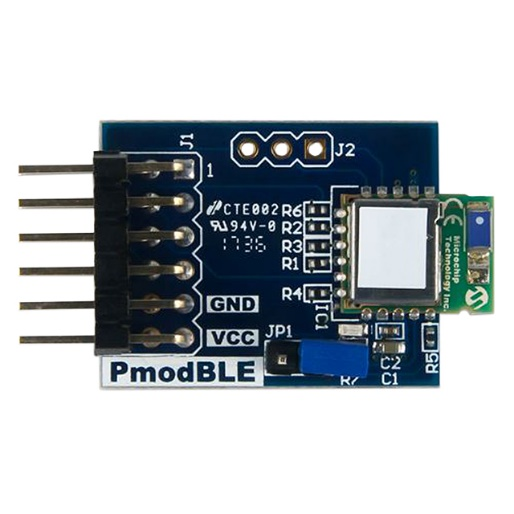 J1
J2
1
CTE002
94V-0
1736
R6
R2
R3
R1
R4
IC1
GND
VCC
JP1
PmodBLE
R7
C2
C1
R5
Microchip
Technology Inc.